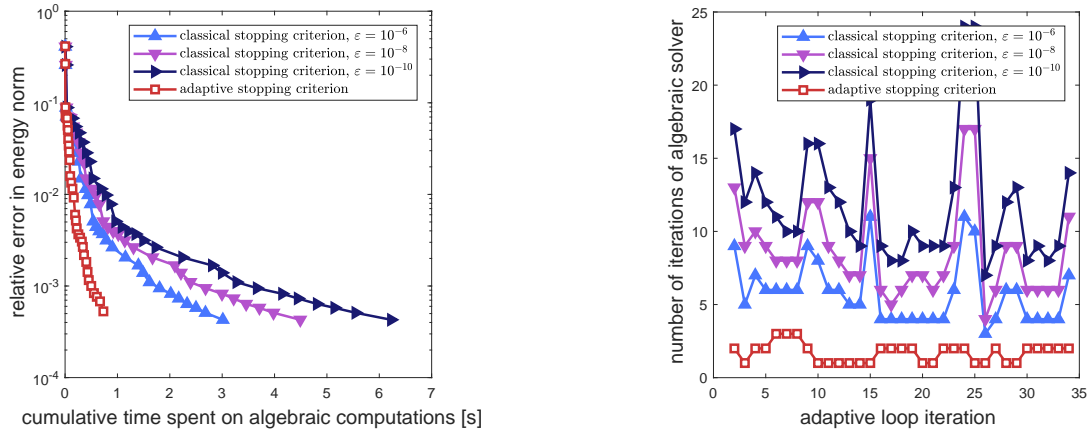 10⁰
10⁻¹
10⁻²
10⁻³
10⁻⁴
relative error in energy norm
classical stopping criterion, ε = 10⁻⁶
classical stopping criterion, ε = 10⁻⁸
classical stopping criterion, ε = 10⁻¹⁰
adaptive stopping criterion
0 1 2 3 4 5 6 7
cumulative time spent on algebraic computations [s]
25
20
15
10
5
0
number of iterations of algebraic solver
classical stopping criterion, ε = 10⁻⁶
classical stopping criterion, ε = 10⁻⁸
classical stopping criterion, ε = 10⁻¹⁰
adaptive stopping criterion
0 5 10 15 20 25 30 35
adaptive loop iteration